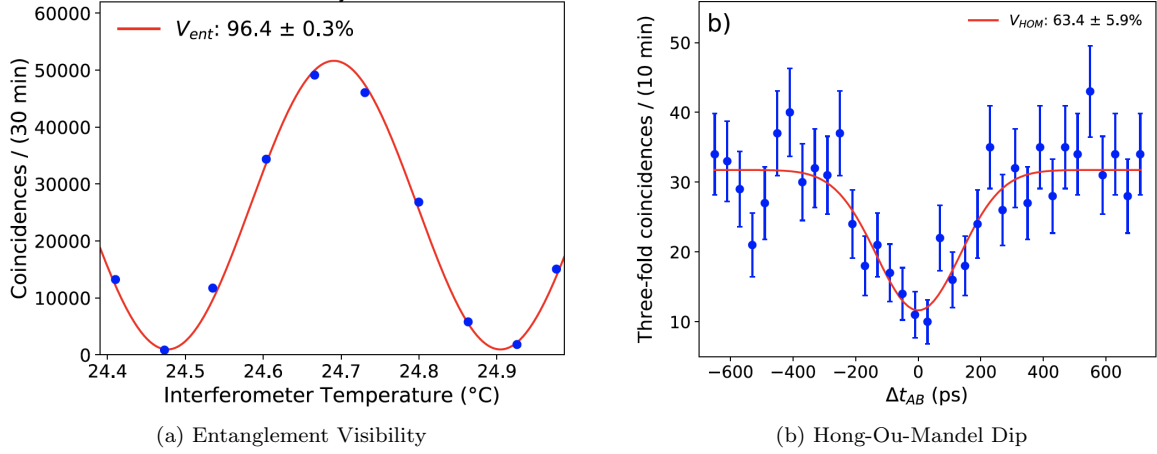 V_ent: 96.4 ± 0.3%
Coincidences / (30 min)
50000
40000
30000
20000
10000
0
24.4 24.5 24.6 24.7 24.8 24.9
Interferometer Temperature (°C)
(a) Entanglement Visibility
b)
V_HOM: 63.4 ± 5.9%
Three-fold coincidences / (10 min)
50
40
30
20
10
−600 −400 −200 0 200 400 600
Δt_AB (ps)
(b) Hong-Ou-Mandel Dip